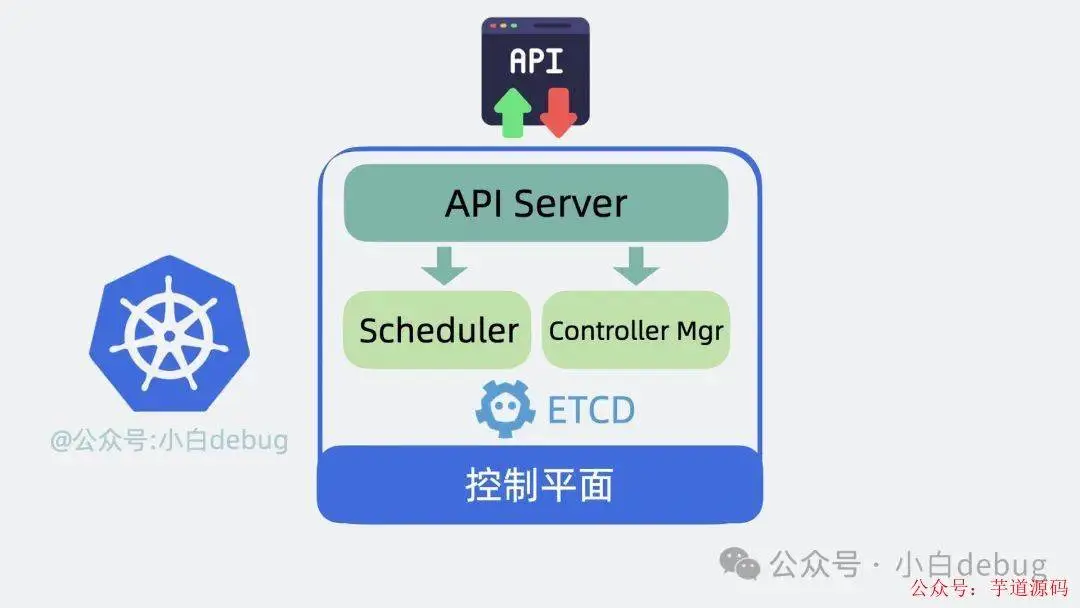 API
API Server
Scheduler
Controller Mgr
ETCD
@公众号:小白debug
控制平面
公众号 · 小白debug
公众号：芋道源码